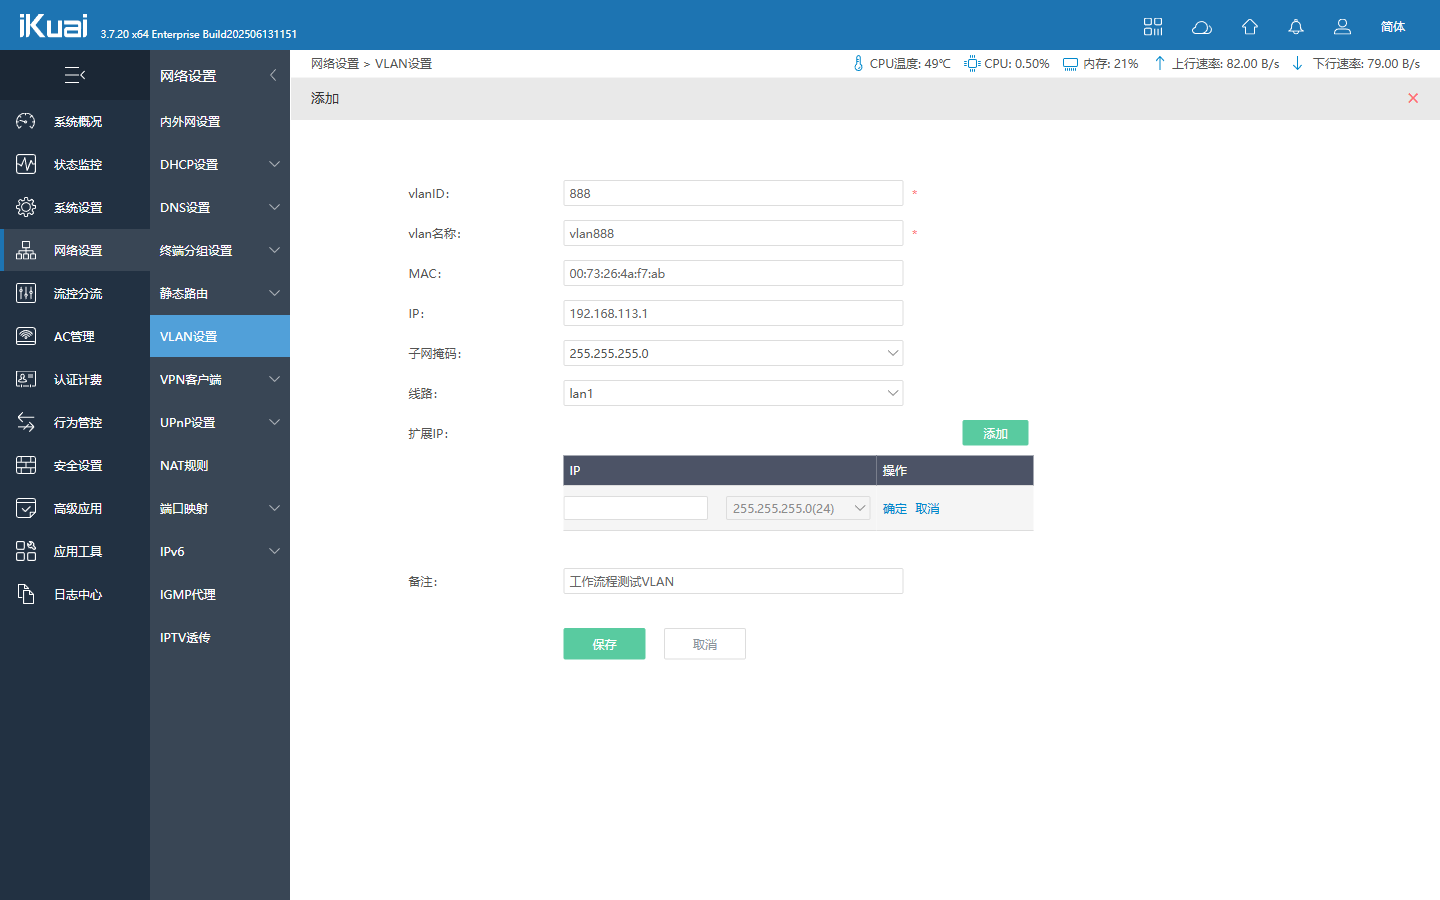 iKuai 3.7.20 x64 Enterprise Build202506131151 简体
网络设置
网络设置 > VLAN设置 CPU温度: 49℃ CPU: 0.50% 内存: 21% 上行速率: 82.00 B/s 下行速率: 79.00 B/s
添加
系统概况
状态监控
系统设置
网络设置
流控分流
AC管理
认证计费
行为管控
安全设置
高级应用
应用工具
日志中心
内外网设置
DHCP设置
DNS设置
终端分组设置
静态路由
VLAN设置
VPN客户端
UPnP设置
NAT规则
端口映射
IPv6
IGMP代理
IPTV透传
vlanID: 888 *
vlan名称: vlan888 *
MAC: 00:73:26:4a:f7:ab
IP: 192.168.113.1
子网掩码: 255.255.255.0
线路: lan1
扩展IP: 添加
IP 操作
255.255.255.0(24) 确定 取消
备注: 工作流程测试VLAN
保存 取消